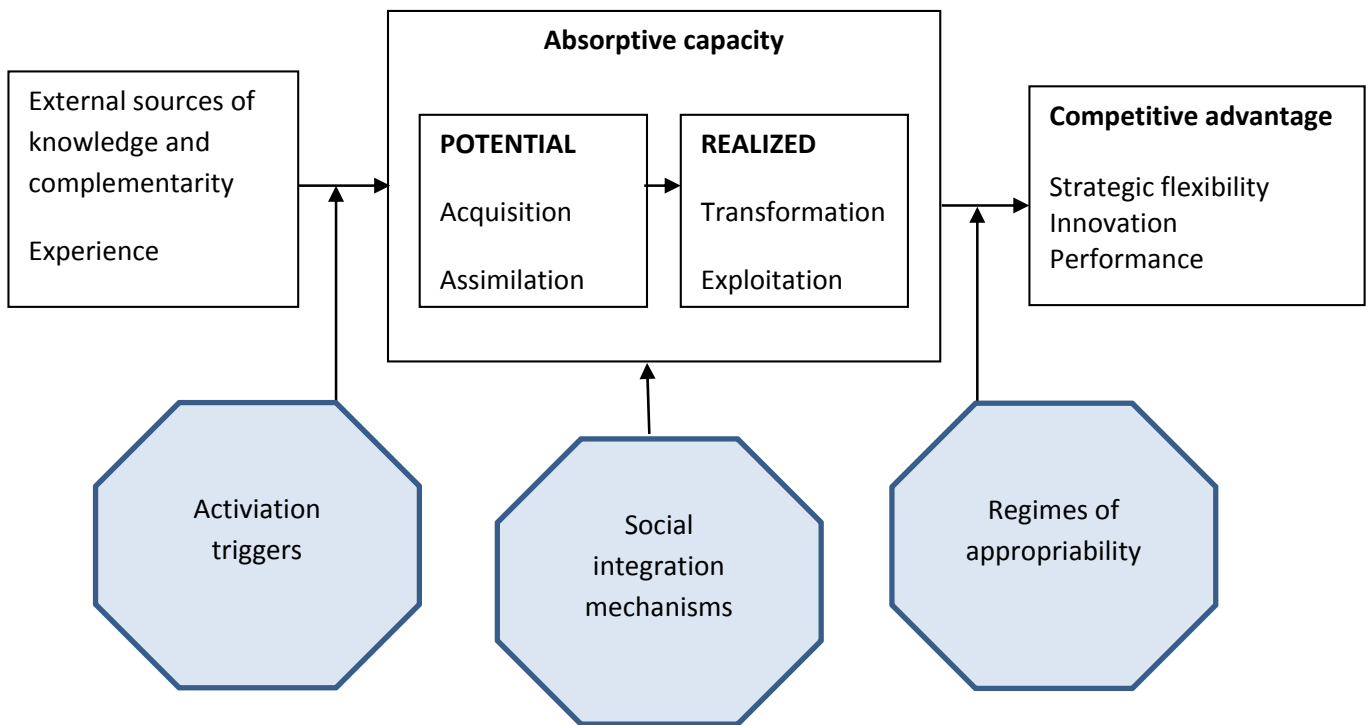 Absorptive capacity
External sources of
knowledge and
complementarity
Experience
POTENTIAL
Acquisition
Assimilation
REALIZED
Transformation
Exploitation
Competitive advantage
Strategic flexibility
Innovation
Performance
Activiation
triggers
Social
integration
mechanisms
Regimes of
appropriability